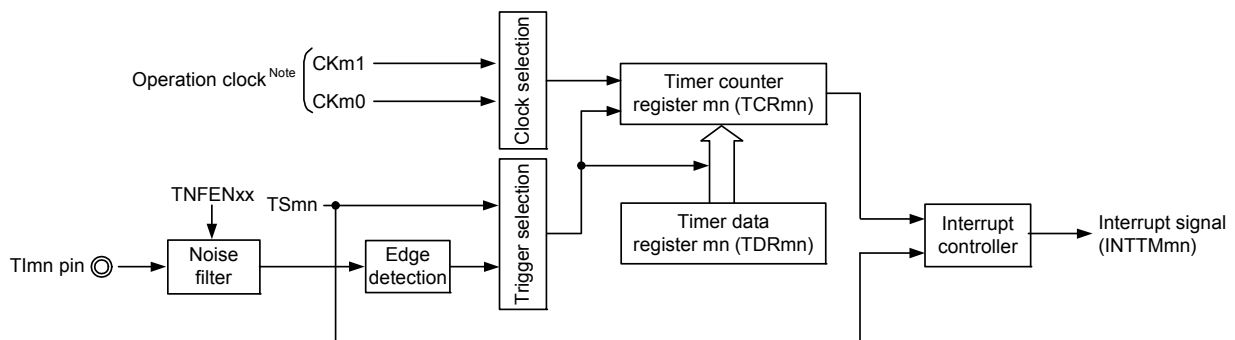 Operation clock Note
CKm1
CKm0
Clock selection
Timer counter
register mn (TCRmn)
TNFENxx
TSmn
Trigger selection
Timer data
register mn (TDRmn)
Interrupt
controller
Interrupt signal
(INTTMmn)
TImn pin
Noise
filter
Edge
detection